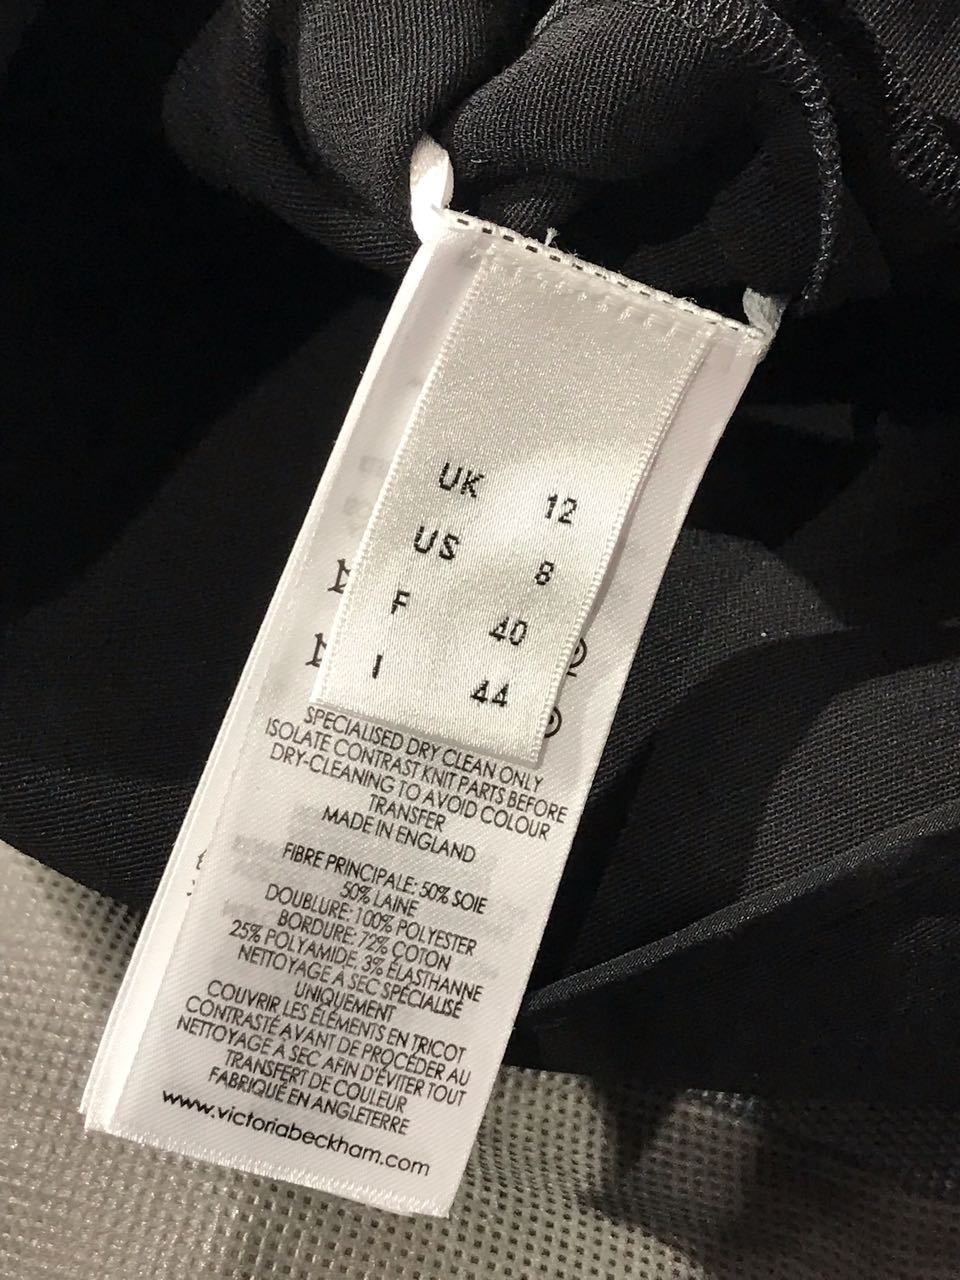 UK 12
US 8
F 40
I 44
SPECIALISED DRY CLEAN ONLY
ISOLATE CONTRAST KNIT PARTS BEFORE
DRY-CLEANING TO AVOID COLOUR
TRANSFER
MADE IN ENGLAND
FIBRE PRINCIPALE: 50% SOIE
50% LAINE
DOUBLURE: 100% POLYESTER
BORDURE: 72% COTON
25% POLYAMIDE, 3% ÉLASTHANNE
NETTOYAGE À SEC SPÉCIALISÉ
UNIQUEMENT
COUVRIR LES ÉLÉMENTS EN TRICOT
CONTRASTÉ AVANT DE PROCÉDER AU
NETTOYAGE À SEC AFIN D'ÉVITER TOUT
TRANSFERT DE COULEUR
FABRIQUÉ EN ANGLETERRE
www.victoriabeckham.com